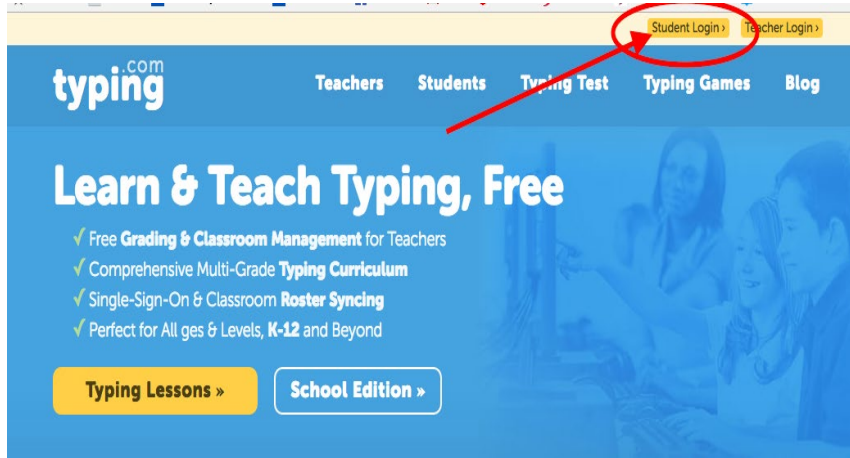 Student Login › Teacher Login ›
typing.com
Teachers Students Typing Test Typing Games Blog
Learn & Teach Typing, Free
✓ Free Grading & Classroom Management for Teachers
✓ Comprehensive Multi-Grade Typing Curriculum
✓ Single-Sign-On & Classroom Roster Syncing
✓ Perfect for All ges & Levels, K-12 and Beyond
Typing Lessons » School Edition »